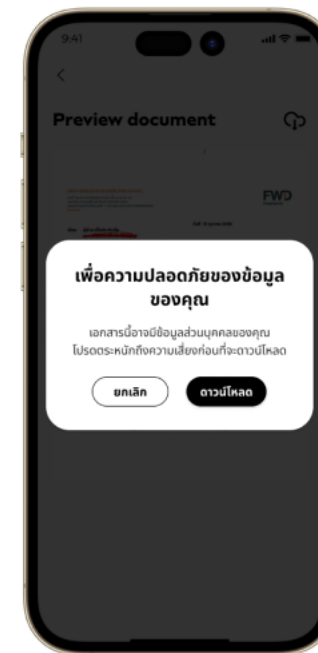 9:41
Preview document
FWD
เพื่อความปลอดภัยของข้อมูล
ของคุณ
เอกสารนี้อาจมีข้อมูลส่วนบุคคลของคุณ
โปรดตระหนักถึงความเสี่ยงก่อนที่จะดาวน์โหลด
ยกเลิก
ดาวน์โหลด